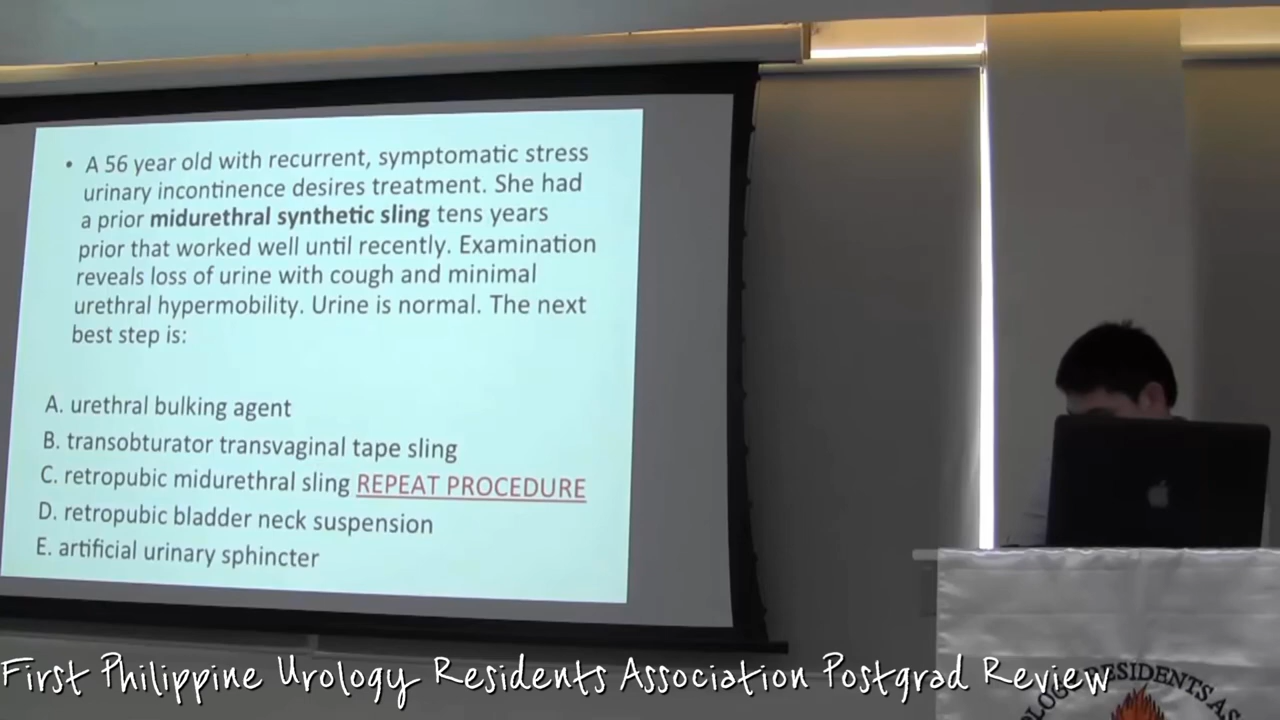 • A 56 year old with recurrent, symptomatic stress
urinary incontinence desires treatment. She had
a prior midurethral synthetic sling tens years
prior that worked well until recently. Examination
reveals loss of urine with cough and minimal
urethral hypermobility. Urine is normal. The next
best step is:
A. urethral bulking agent
B. transobturator transvaginal tape sling
C. retropubic midurethral sling REPEAT PROCEDURE
D. retropubic bladder neck suspension
E. artificial urinary sphincter
First Philippine Urology Residents Association Postgrad Review
RESIDENTS